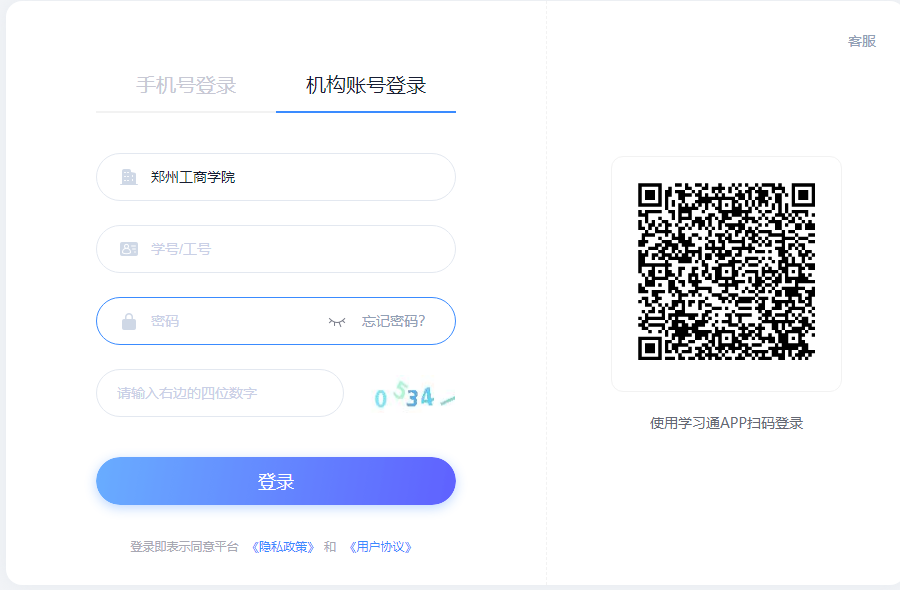 客服
手机号登录
机构账号登录
郑州工商学院
学号/工号
密码
忘记密码?
请输入右边的四位数字
0534
登录
登录即表示同意平台 《隐私政策》 和 《用户协议》
使用学习通APP扫码登录